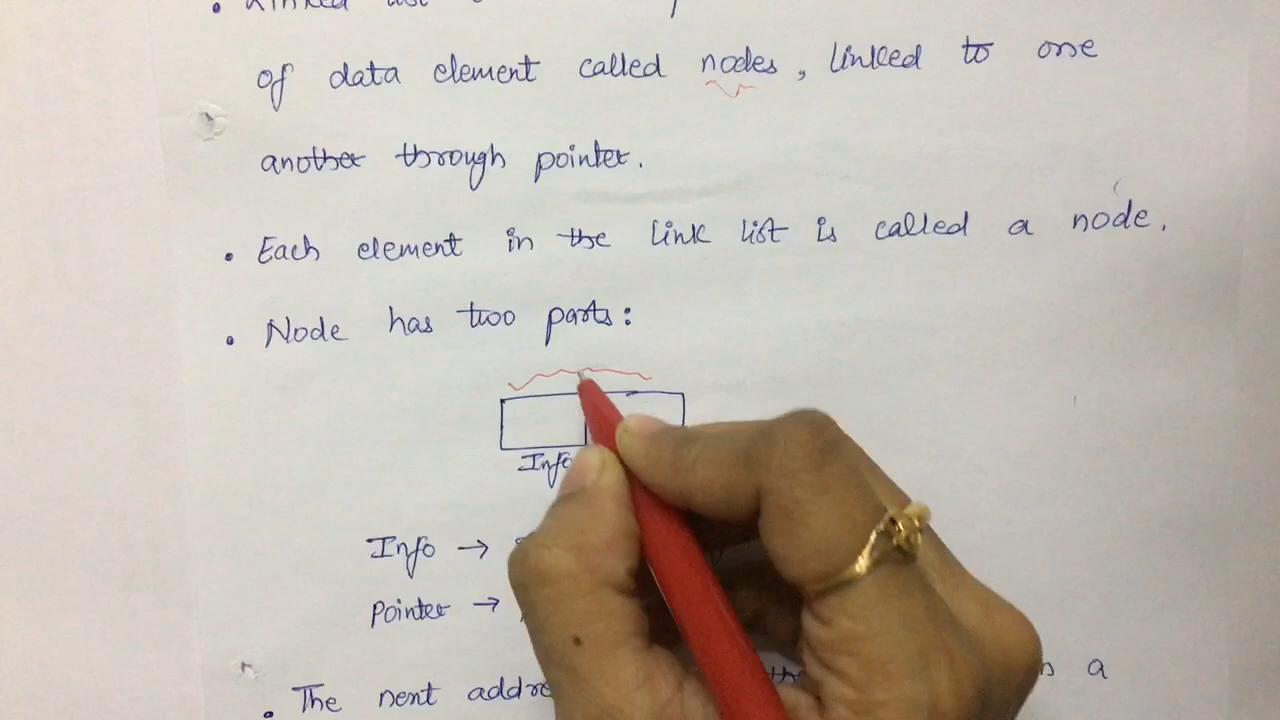 of data element called nodes, linked to one
another through pointer.
• Each element in the link list is called a node.
• Node has two parts:
Info
Info →
Pointer →
• The next a